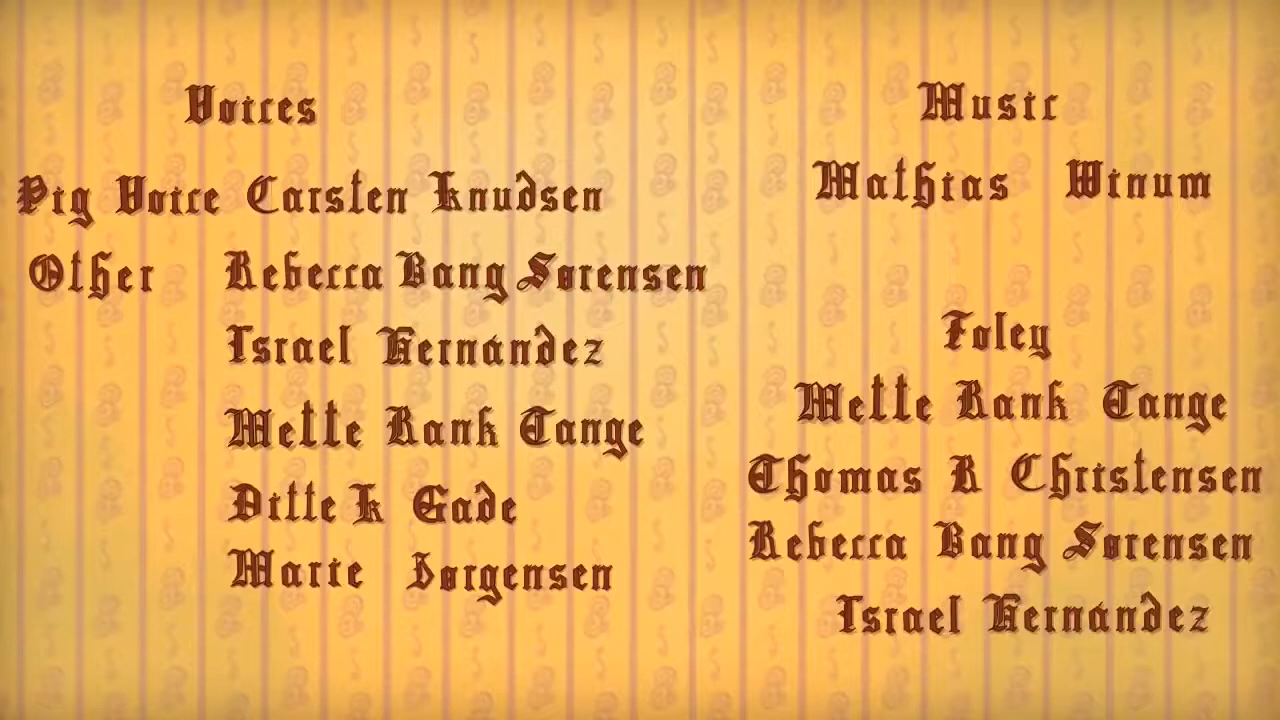 Voices
Pig Voice Carsten Knudsen
Other Rebecca Bang Sørensen
Israel Hernandez
Mette Rank Tange
Ditte K Gade
Marie Jørgensen
Music
Mathias Winum
Foley
Mette Rank Tange
Thomas R Christensen
Rebecca Bang Sørensen
Israel Hernandez